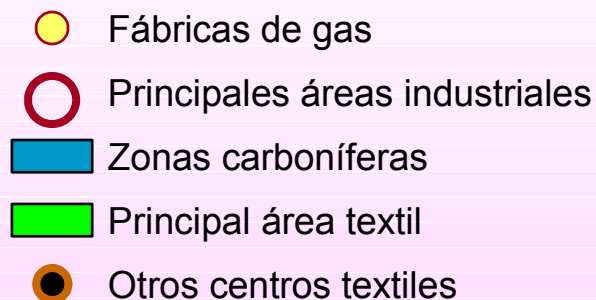 Fábricas de gas
Principales áreas industriales
Zonas carboníferas
Principal área textil
Otros centros textiles